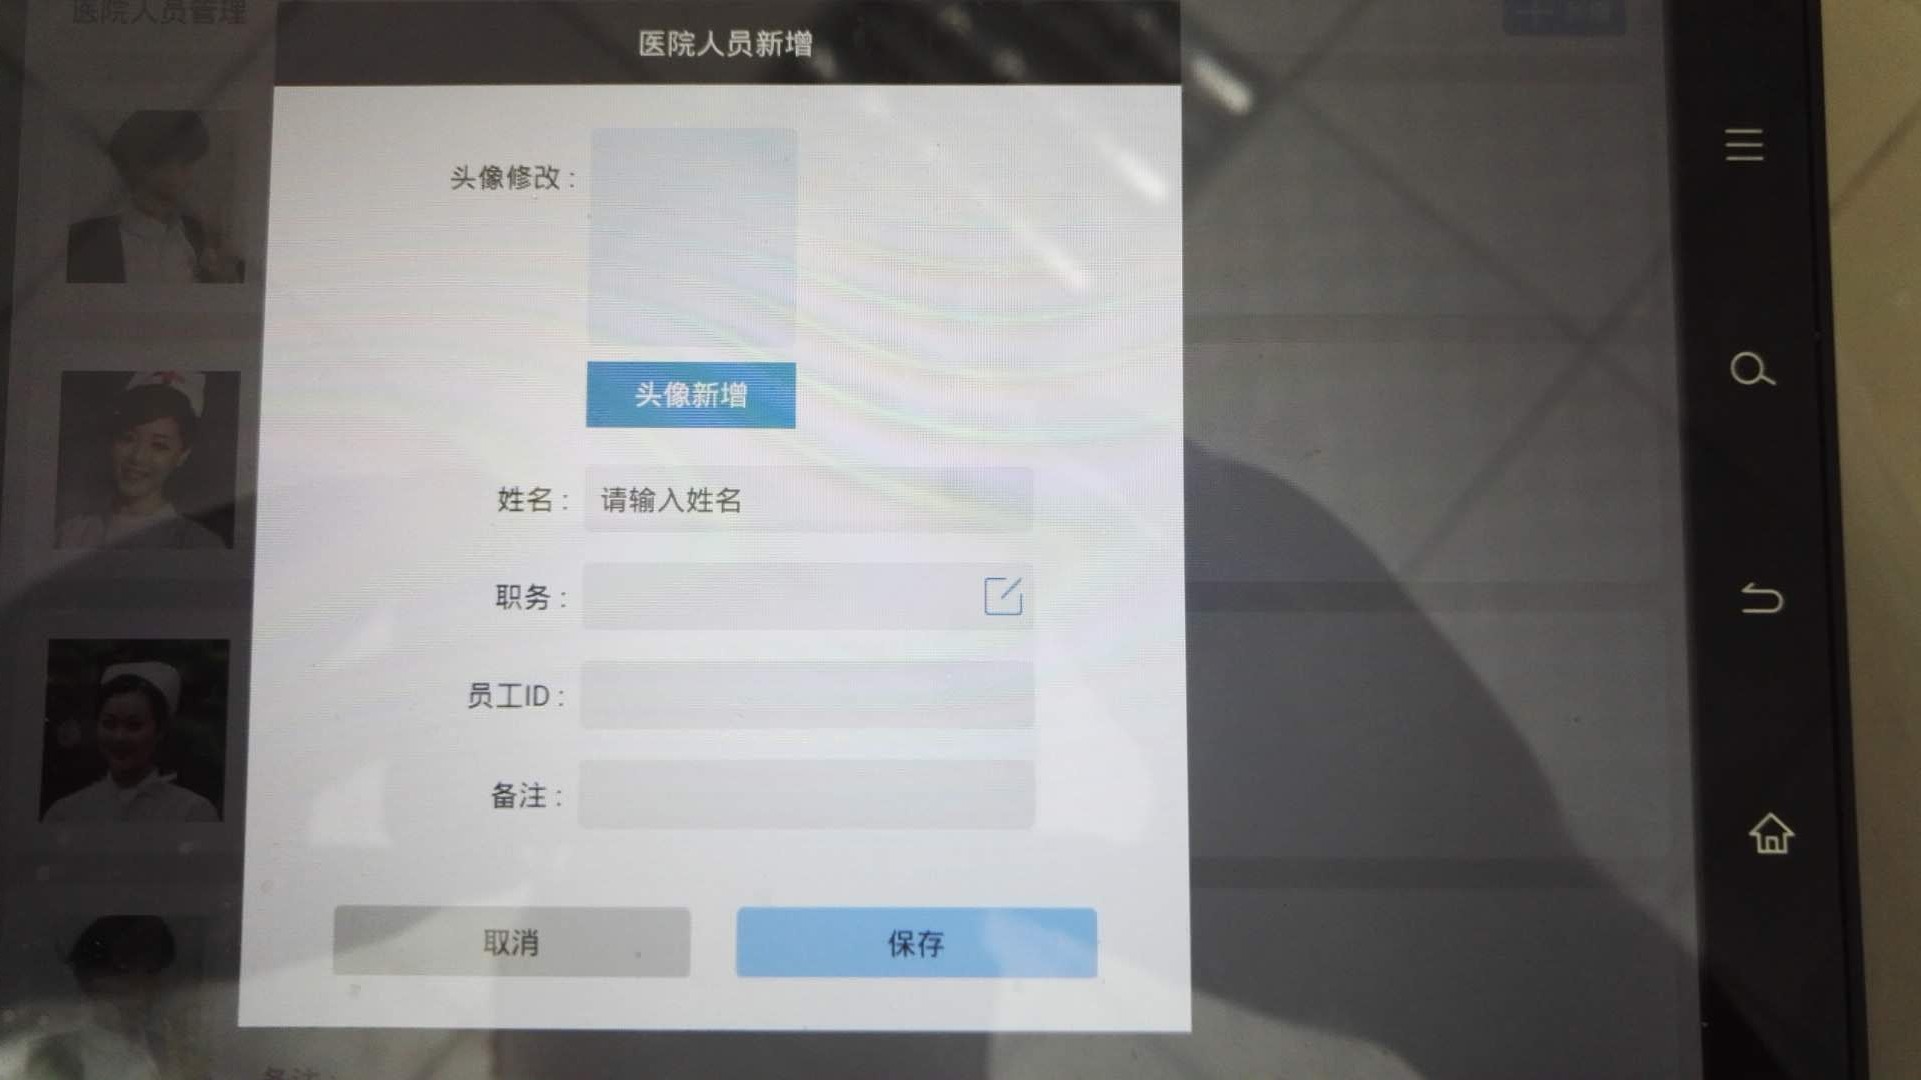 医院人员管理
医院人员新增
头像修改：
头像新增
姓名：请输入姓名
职务：
员工ID：
备注：
取消
保存
备注：